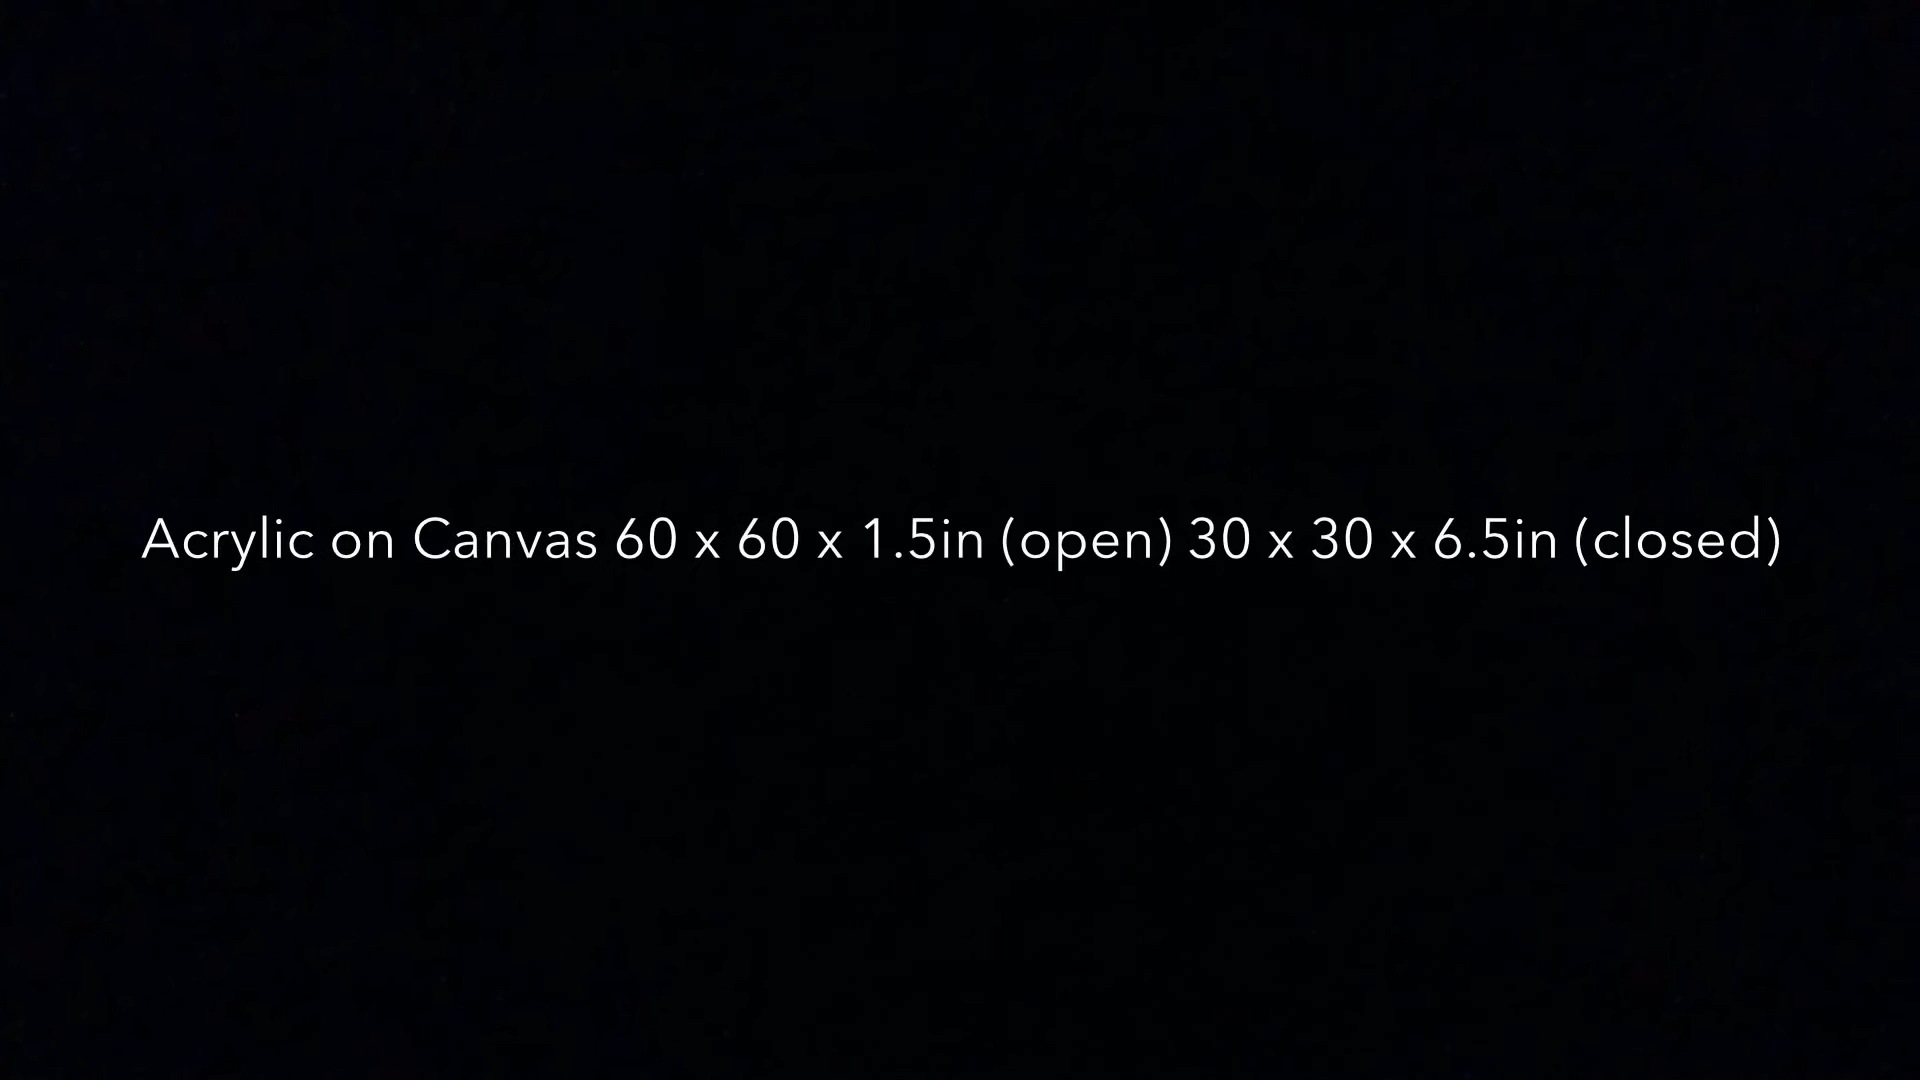 Acrylic on Canvas 60 x 60 x 1.5in (open) 30 x 30 x 6.5in (closed)